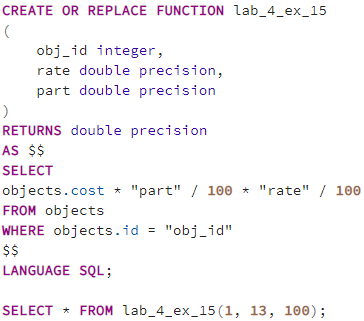 CREATE OR REPLACE FUNCTION lab_4_ex_15
(
    obj_id integer,
    rate double precision,
    part double precision
)
RETURNS double precision
AS $$
SELECT
objects.cost * "part" / 100 * "rate" / 100
FROM objects
WHERE objects.id = "obj_id"
$$
LANGUAGE SQL;

SELECT * FROM lab_4_ex_15(1, 13, 100);